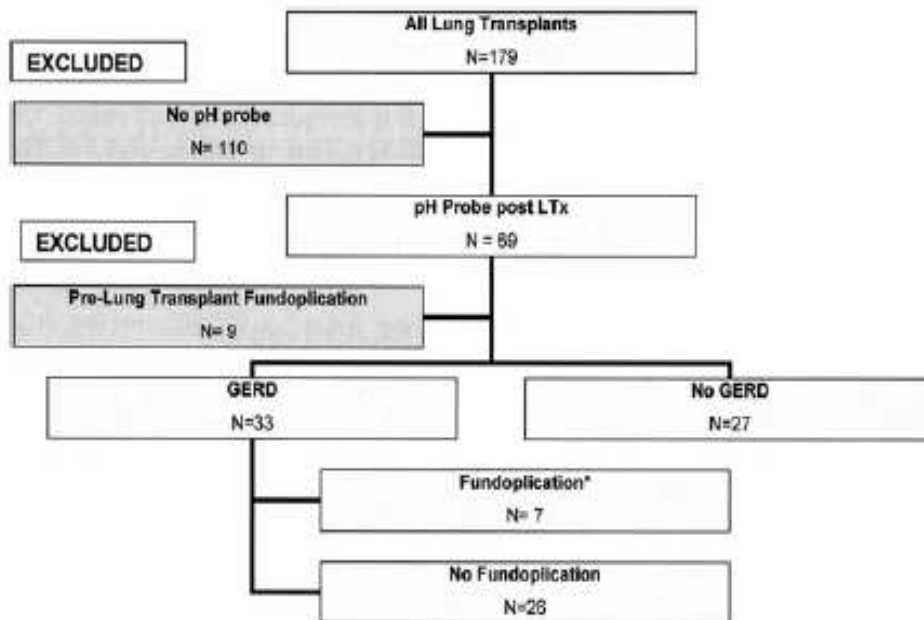 All Lung Transplants
N=179
EXCLUDED
No pH probe
N= 110
pH Probe post LTx
N = 69
EXCLUDED
Pre-Lung Transplant Fundoplication
N= 9
GERD
N=33
No GERD
N=27
Fundoplication*
N= 7
No Fundoplication
N=26